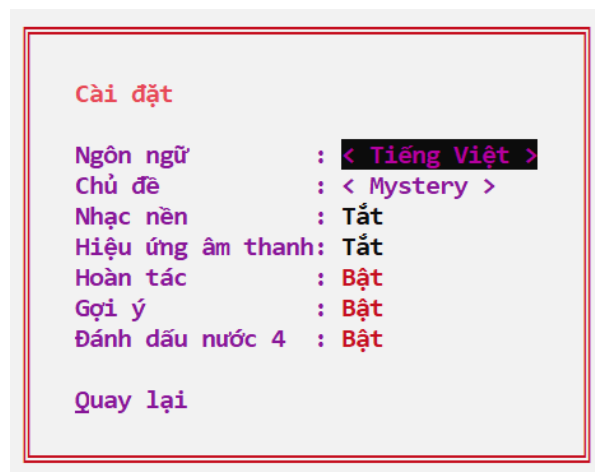 Cài đặt
Ngôn ngữ : < Tiếng Việt >
Chủ đề : < Mystery >
Nhạc nền : Tắt
Hiệu ứng âm thanh: Tắt
Hoàn tác : Bật
Gợi ý : Bật
Đánh dấu nước 4 : Bật
Quay lại